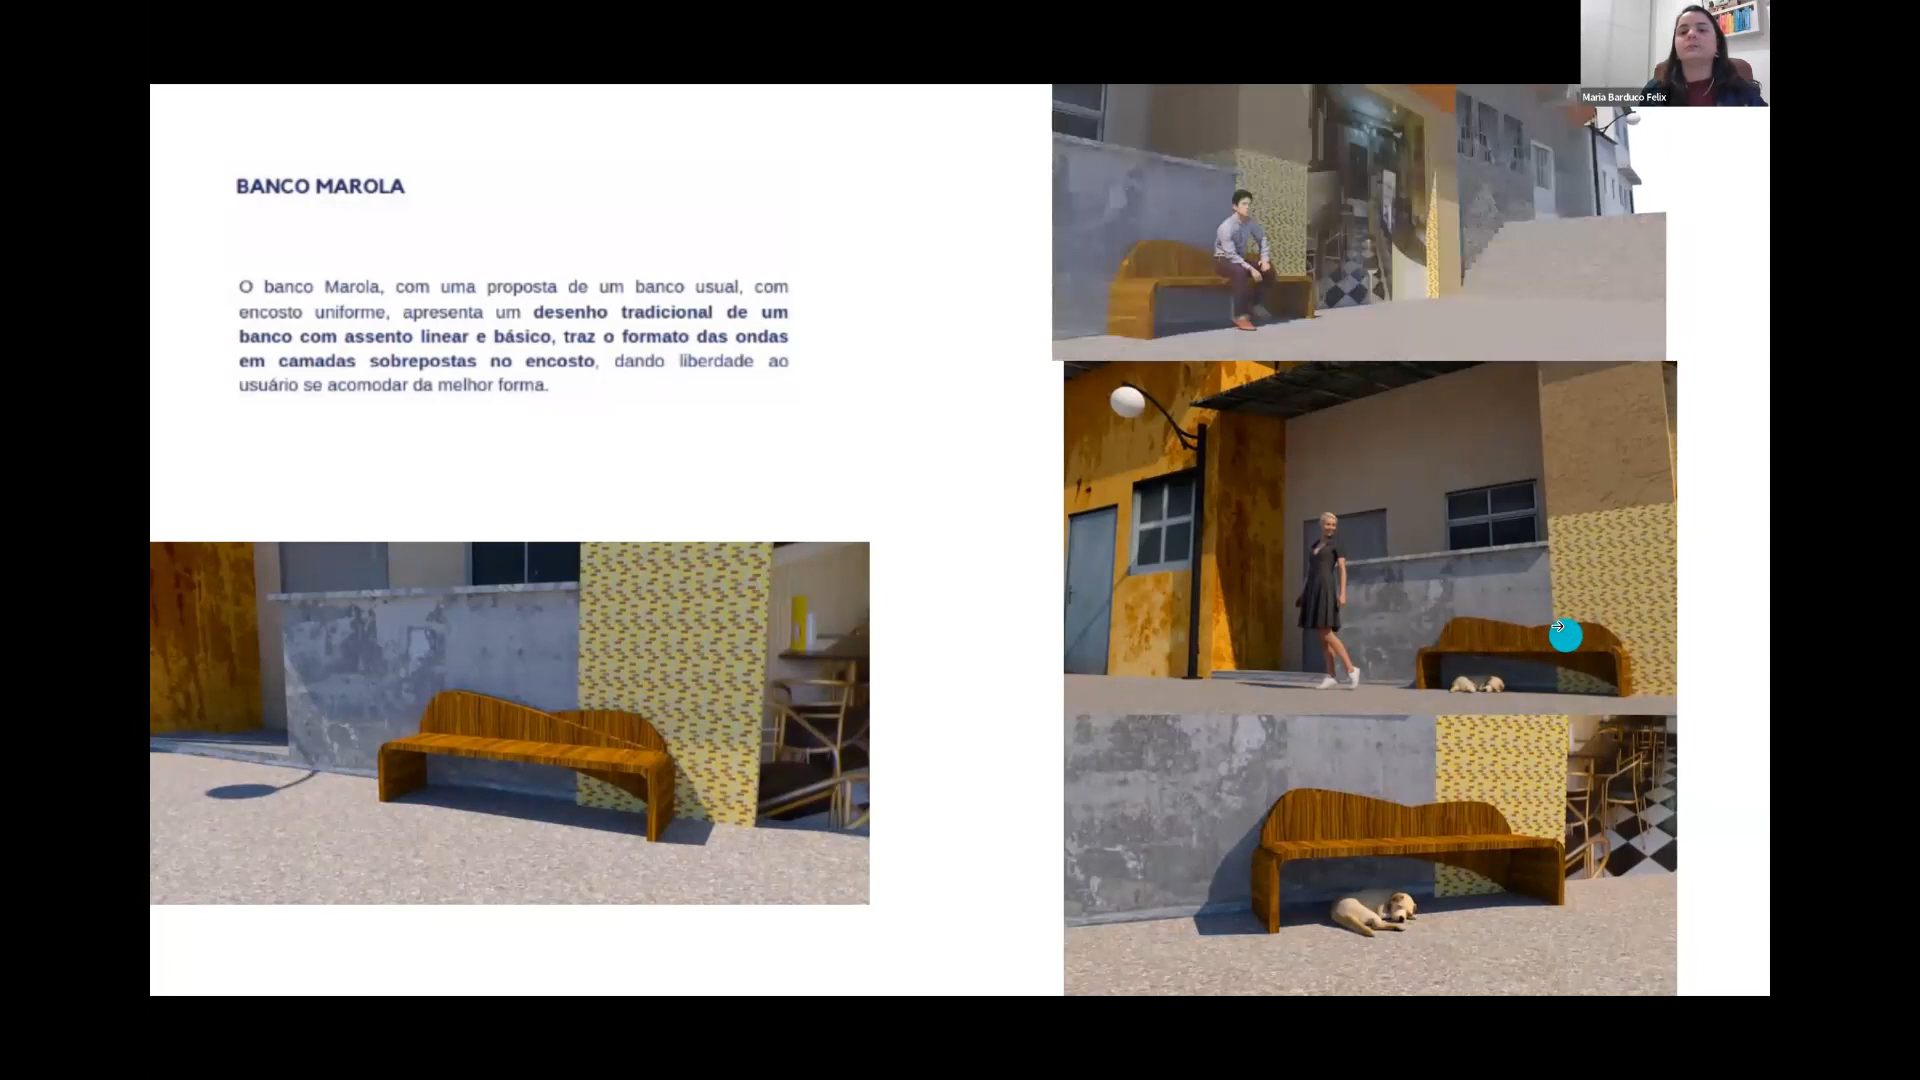 Maria Barduco Felix
BANCO MAROLA
O banco Marola, com uma proposta de um banco usual, com
encosto uniforme, apresenta um desenho tradicional de um
banco com assento linear e básico, traz o formato das ondas
em camadas sobrepostas no encosto, dando liberdade ao
usuário se acomodar da melhor forma.